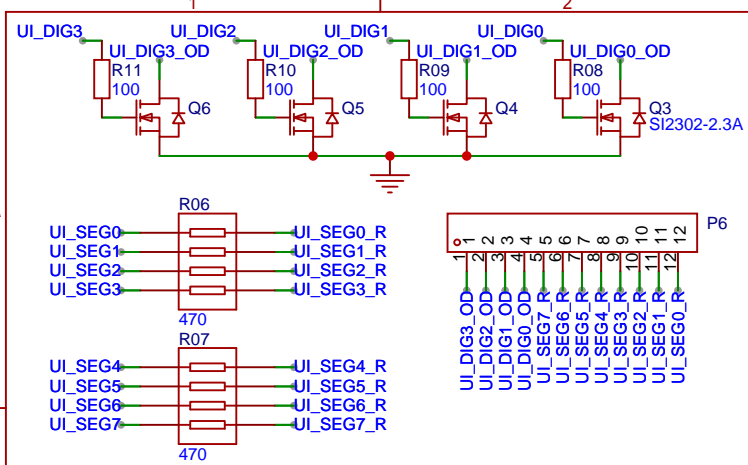 1 2
UI_DIG3 UI_DIG2 UI_DIG1 UI_DIG0
UI_DIG3_OD UI_DIG2_OD UI_DIG1_OD UI_DIG0_OD
R11 R10 R09 R08
100 100 100 100
Q6 Q5 Q4 Q3
SI2302-2.3A
R06
UI_SEG0 UI_SEG0_R
UI_SEG1 UI_SEG1_R
UI_SEG2 UI_SEG2_R
UI_SEG3 UI_SEG3_R
470
R07
UI_SEG4 UI_SEG4_R
UI_SEG5 UI_SEG5_R
UI_SEG6 UI_SEG6_R
UI_SEG7 UI_SEG7_R
470
P6
1 2 3 4 5 6 7 8 9 10 11 12
1 2 3 4 5 6 7 8 9 10 11 12
UI_DIG3_OD
UI_DIG2_OD
UI_DIG1_OD
UI_DIG0_OD
UI_SEG7_R
UI_SEG6_R
UI_SEG5_R
UI_SEG4_R
UI_SEG3_R
UI_SEG2_R
UI_SEG1_R
UI_SEG0_R